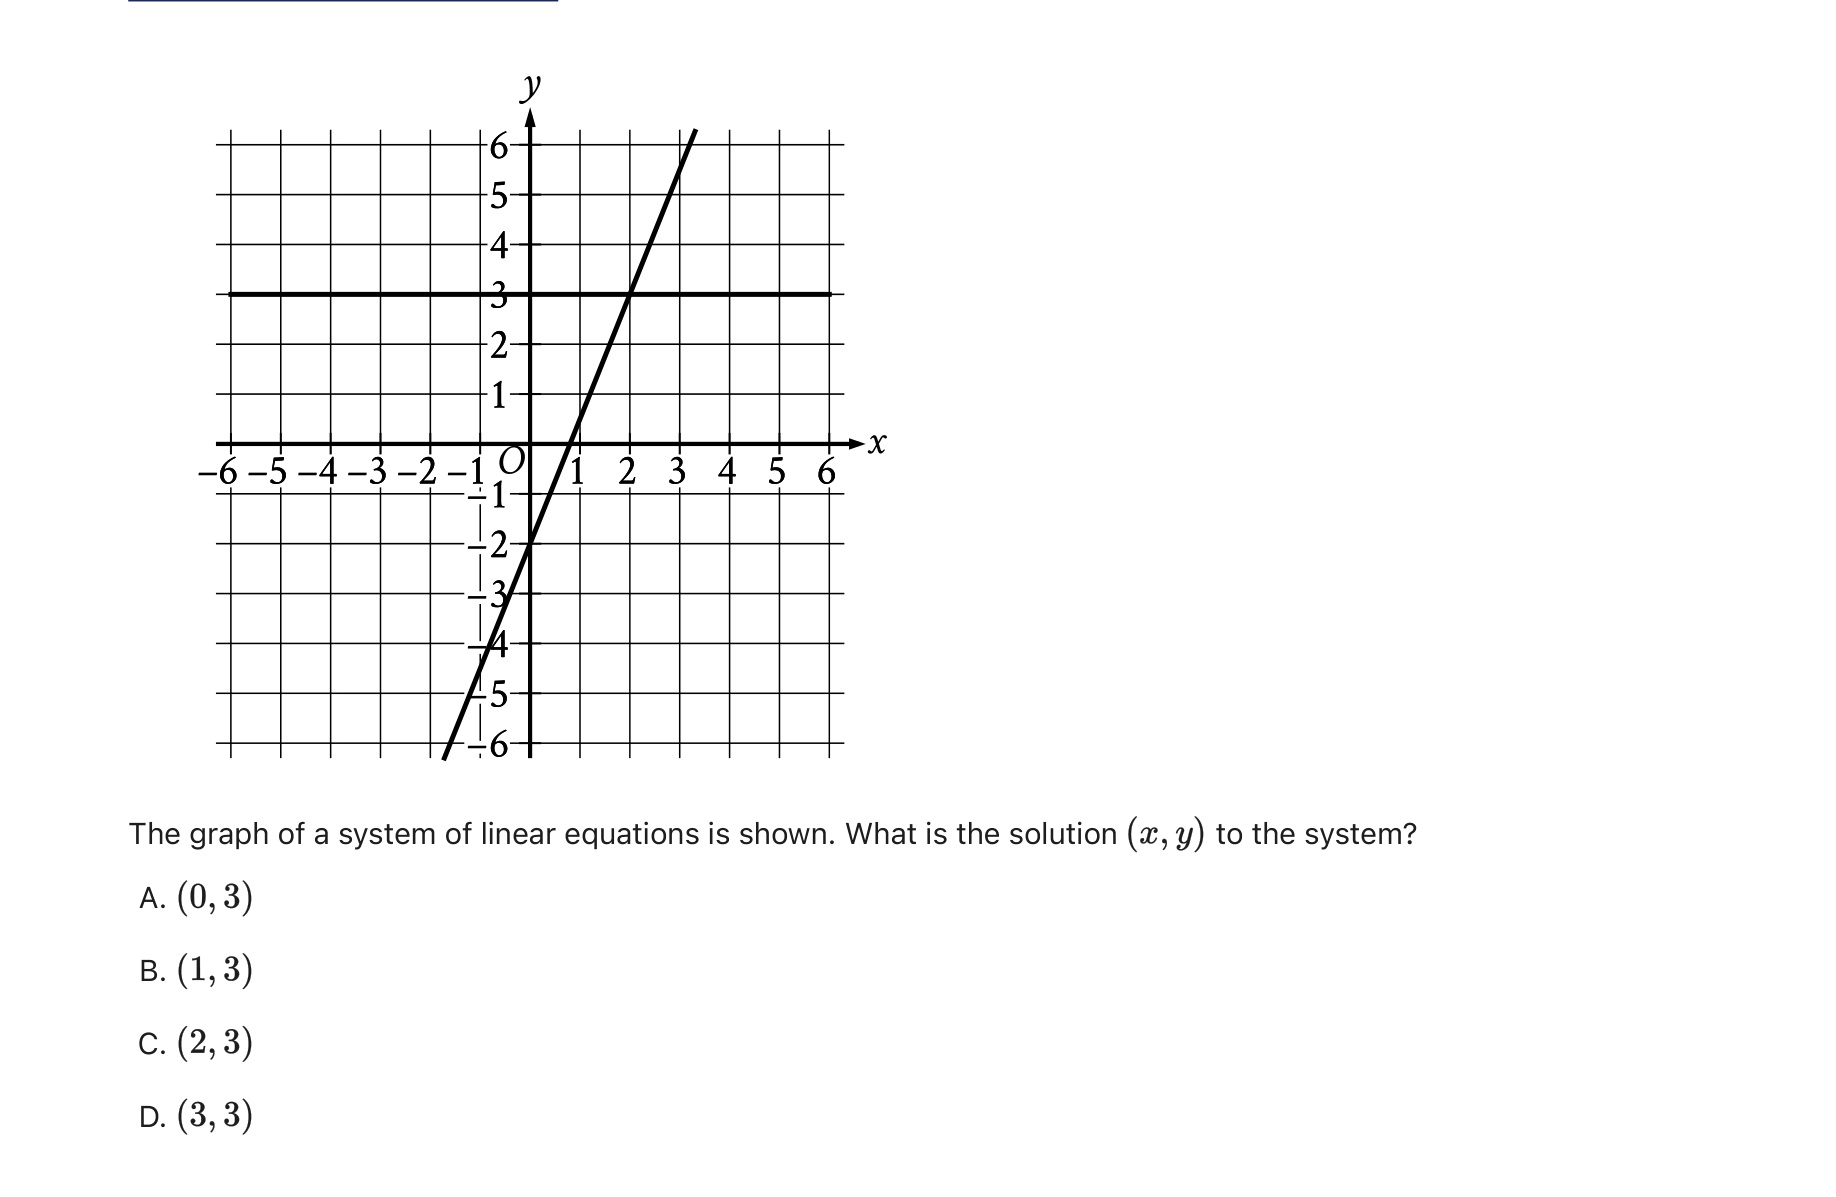 y
6
5
4
3
2
1
x
−6 −5 −4 −3 −2 −1 O 1 2 3 4 5 6
−1
−2
−3
−4
−5
−6
The graph of a system of linear equations is shown. What is the solution (x, y) to the system?
A. (0, 3)
B. (1, 3)
C. (2, 3)
D. (3, 3)